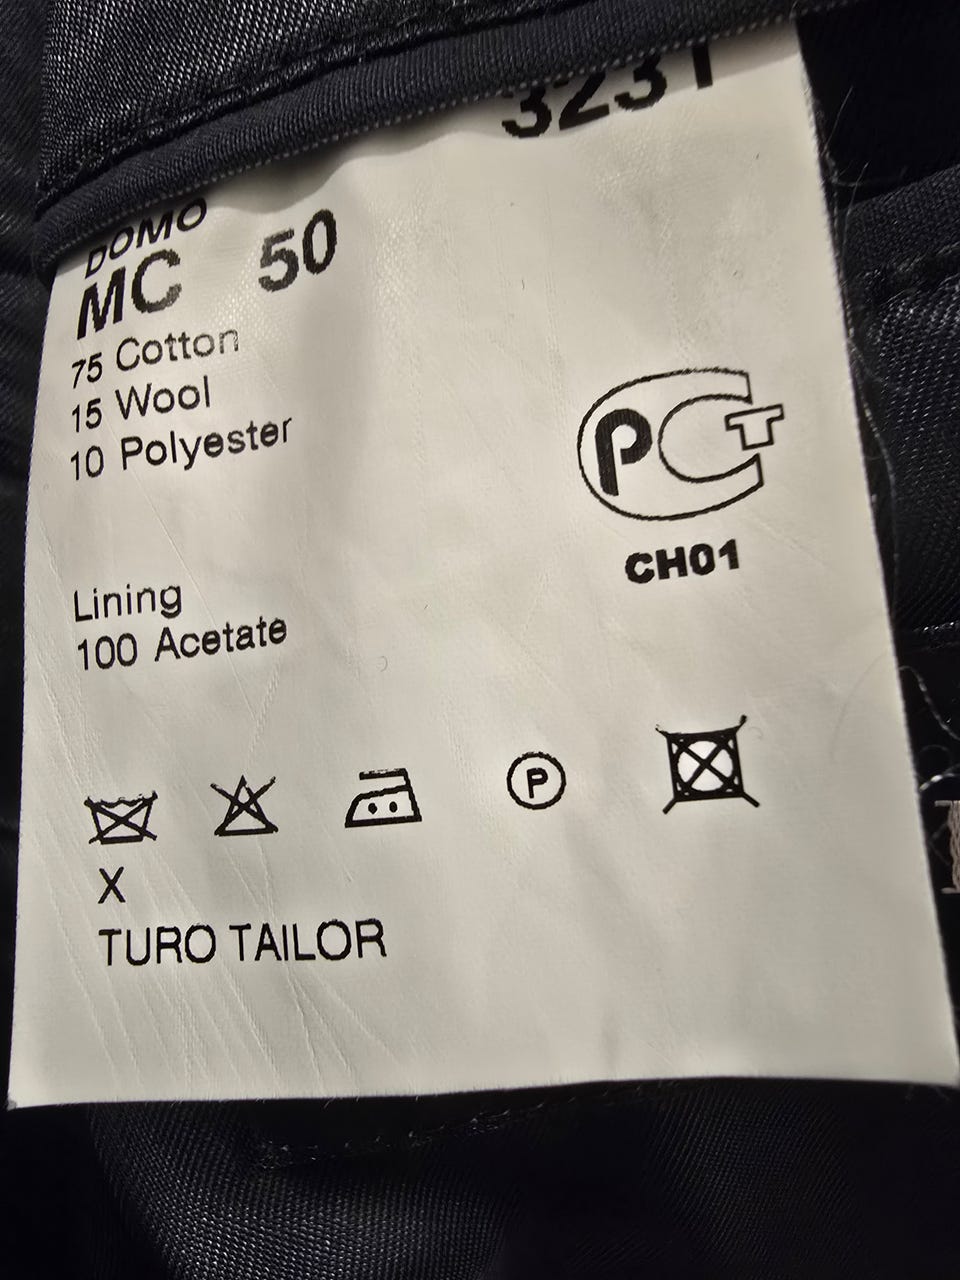 3231
DOMO
MC 50
75 Cotton
15 Wool
10 Polyester
PCT
CH01
Lining
100 Acetate
P
X
TURO TAILOR